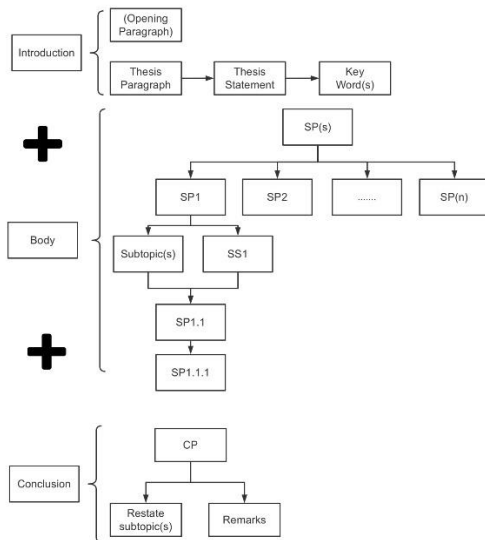 (Opening
Paragraph)
Introduction
Thesis
Paragraph
Thesis
Statement
Key
Word(s)
SP(s)
SP1
SP2
.......
SP(n)
Body
Subtopic(s)
SS1
SP1.1
SP1.1.1
CP
Conclusion
Restate
subtopic(s)
Remarks